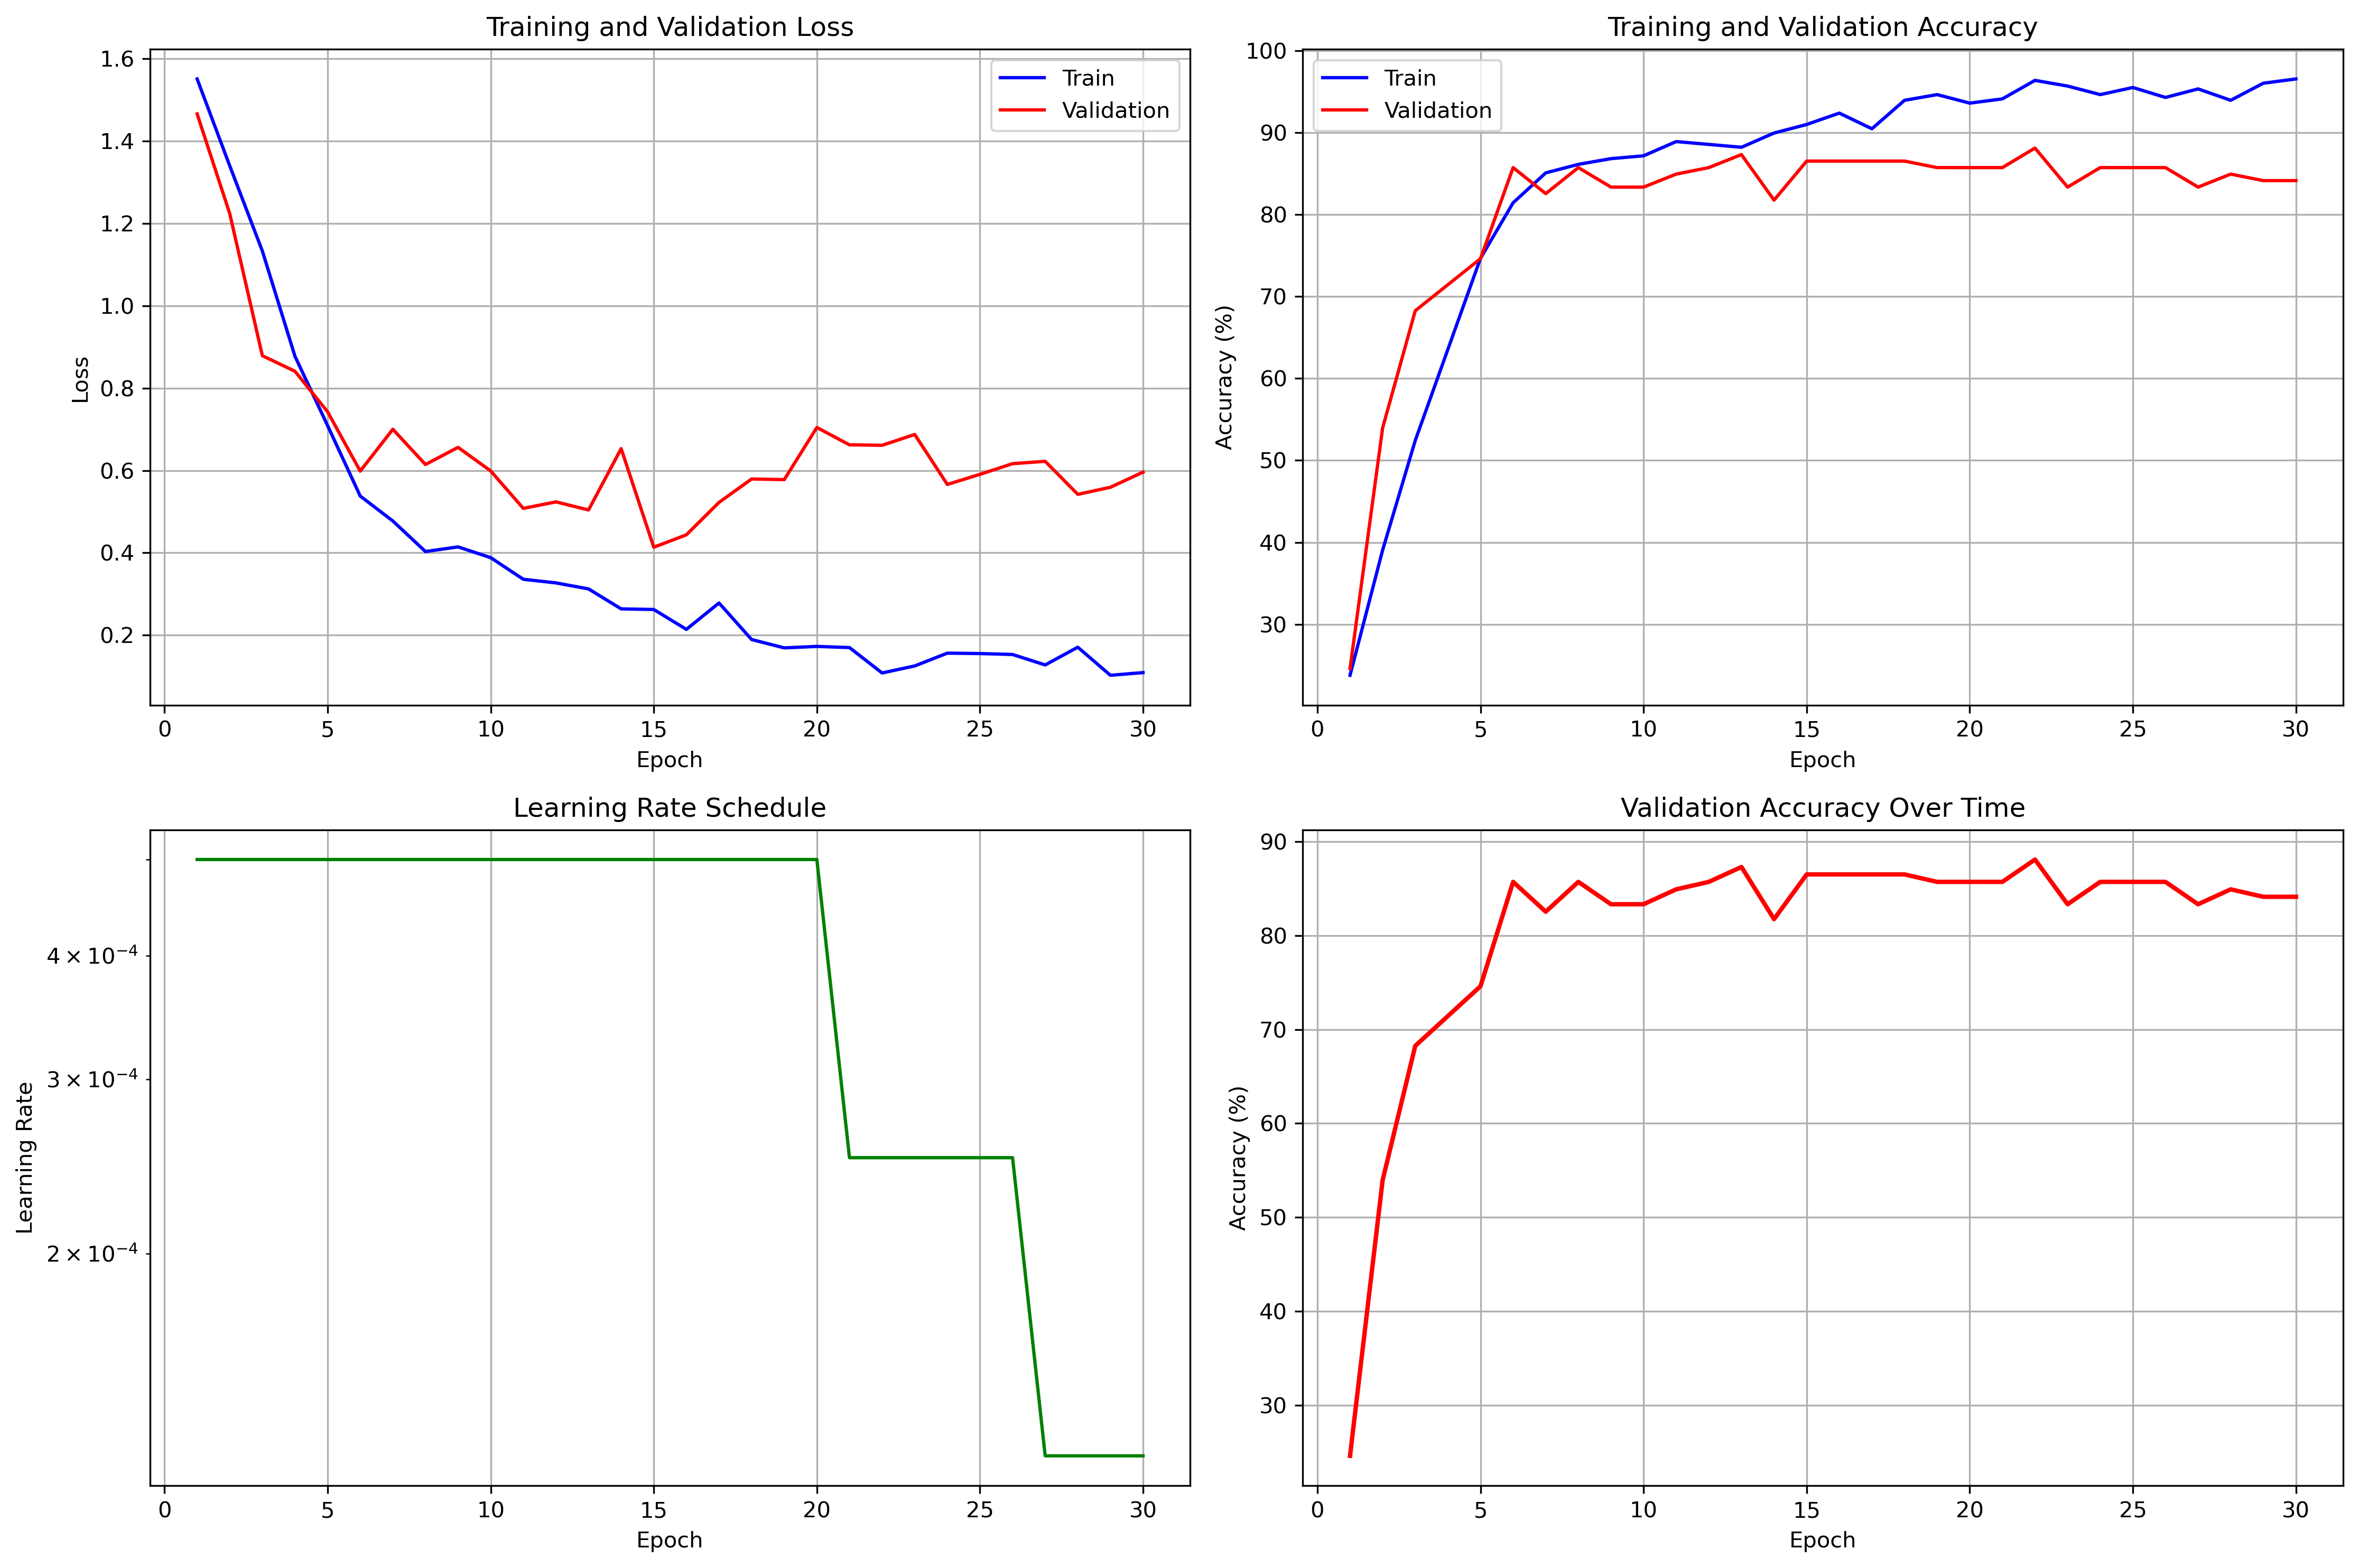 Training and Validation Loss
1.6
1.4
1.2
1.0
0.8
0.6
0.4
0.2
Loss
Train
Validation
0 5 10 15 20 25 30
Epoch
Training and Validation Accuracy
100
90
80
70
60
50
40
30
Accuracy (%)
Train
Validation
0 5 10 15 20 25 30
Epoch
Learning Rate Schedule
4 × 10⁻⁴
3 × 10⁻⁴
2 × 10⁻⁴
Learning Rate
0 5 10 15 20 25 30
Epoch
Validation Accuracy Over Time
90
80
70
60
50
40
30
Accuracy (%)
0 5 10 15 20 25 30
Epoch